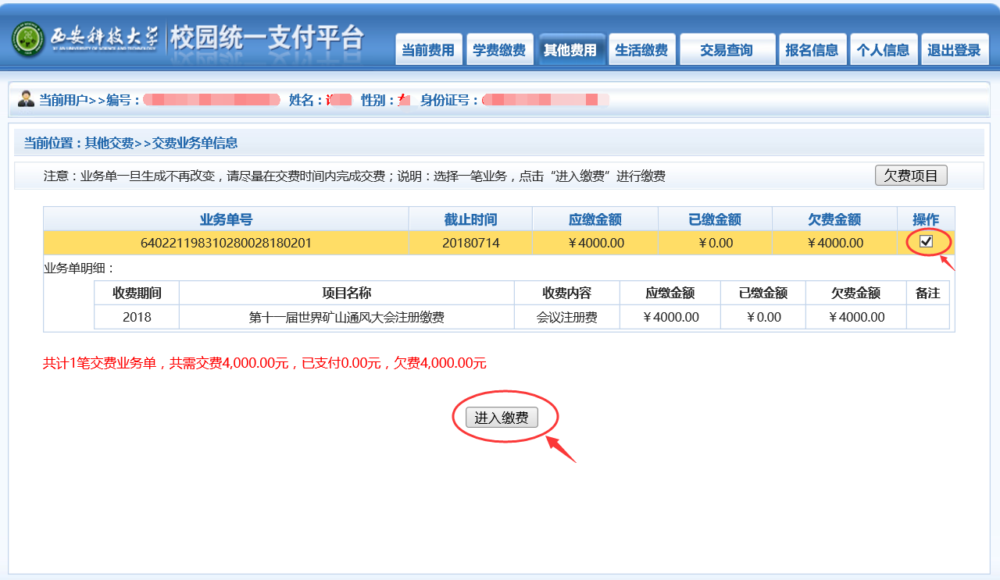 西安科技大学 校园统一支付平台
XI'AN UNIVERSITY OF SCIENCE AND TECHNOLOGY
当前费用 学费缴费 其他费用 生活缴费 交易查询 报名信息 个人信息 退出登录
当前用户>>编号： 姓名： 性别： 身份证号：
当前位置：其他交费>>交费业务单信息
注意：业务单一旦生成不再改变，请尽量在交费时间内完成交费；说明：选择一笔业务，点击“进入缴费”进行缴费 欠费项目
业务单号 截止时间 应缴金额 已缴金额 欠费金额 操作
640221198310280028180201 20180714 ￥4000.00 ￥0.00 ￥4000.00
业务单明细：
收费期间 项目名称 收费内容 应缴金额 已缴金额 欠费金额 备注
2018 第十一届世界矿山通风大会注册缴费 会议注册费 ￥4000.00 ￥0.00 ￥4000.00
共计1笔交费业务单，共需交费4,000.00元，已支付0.00元，欠费4,000.00元
进入缴费